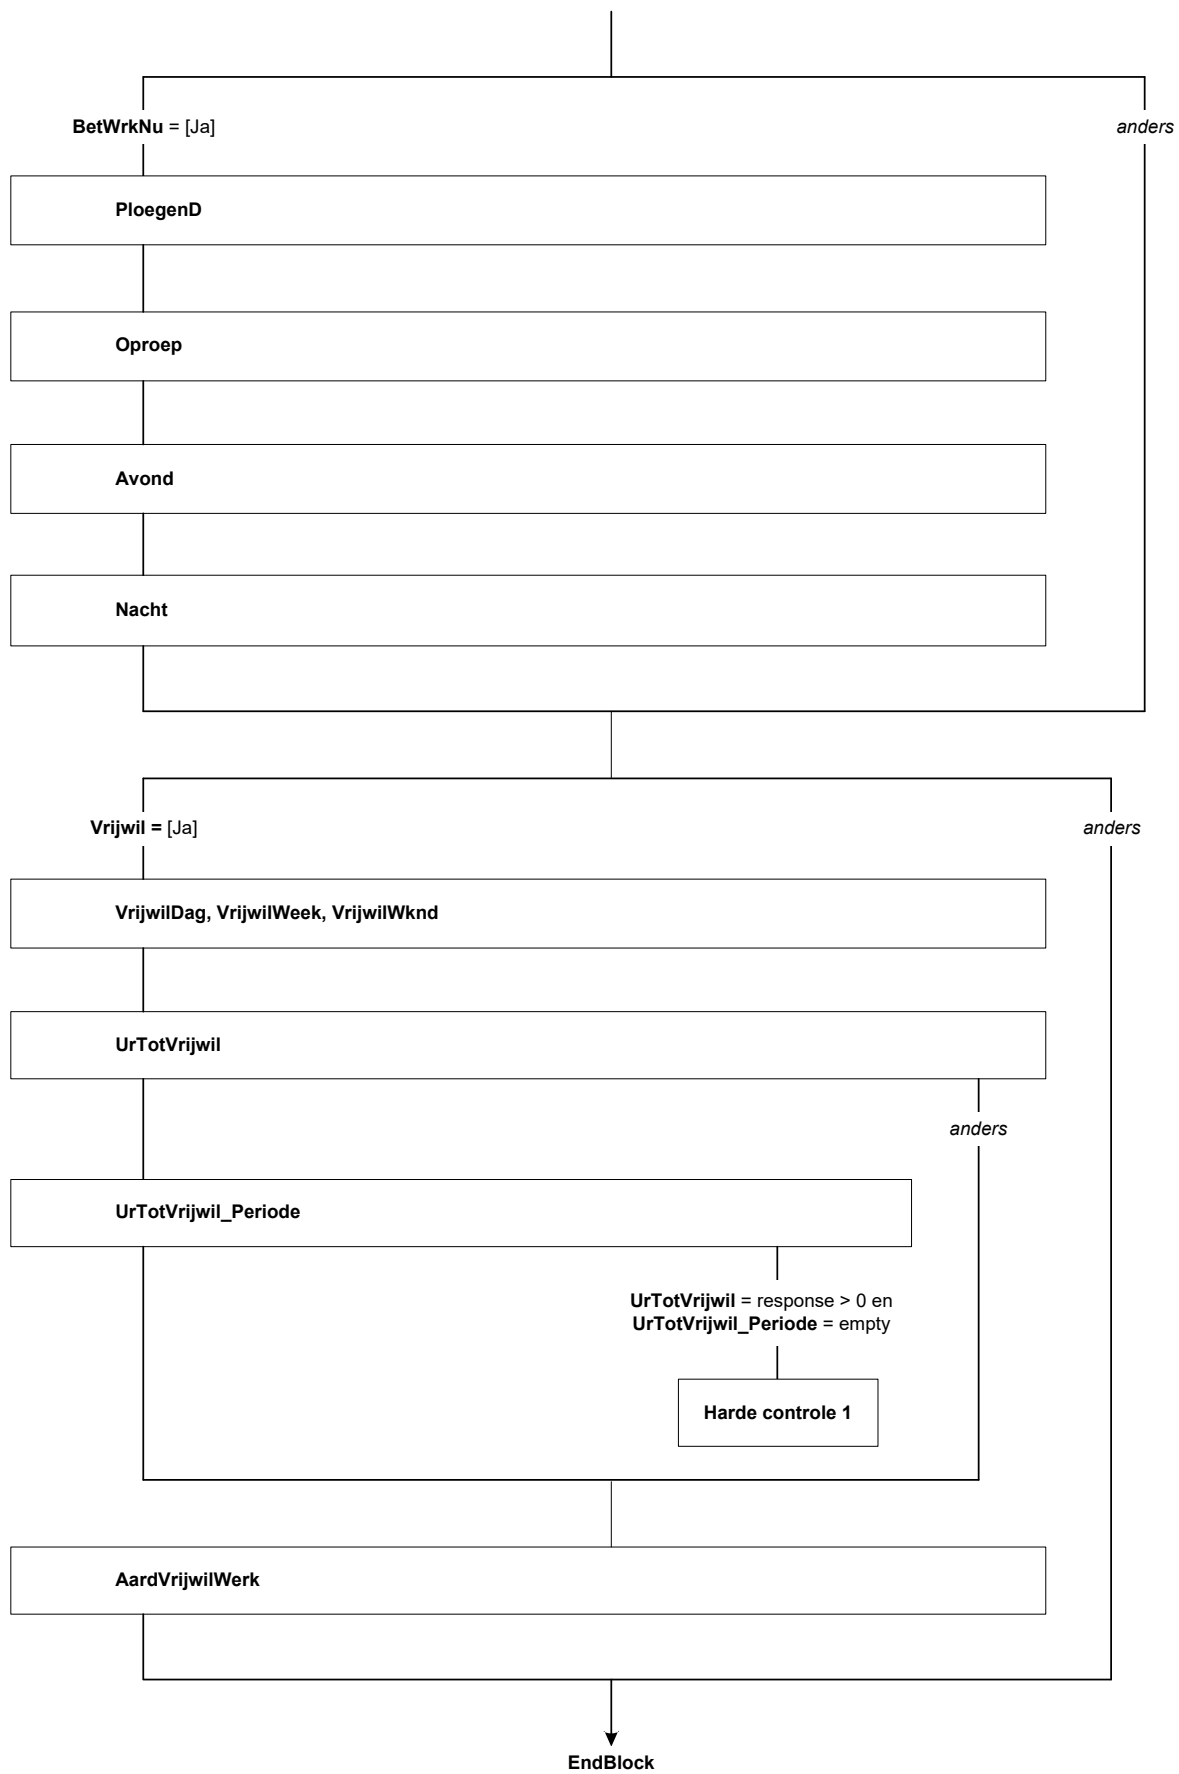 BetWrkNu = [Ja]
anders
PloegenD
Oproep
Avond
Nacht
Vrijwil = [Ja]
anders
VrijwilDag, VrijwilWeek, VrijwilWknd
UrTotVrijwil
anders
UrTotVrijwil_Periode
UrTotVrijwil = response > 0 en
UrTotVrijwil_Periode = empty
Harde controle 1
AardVrijwilWerk
EndBlock